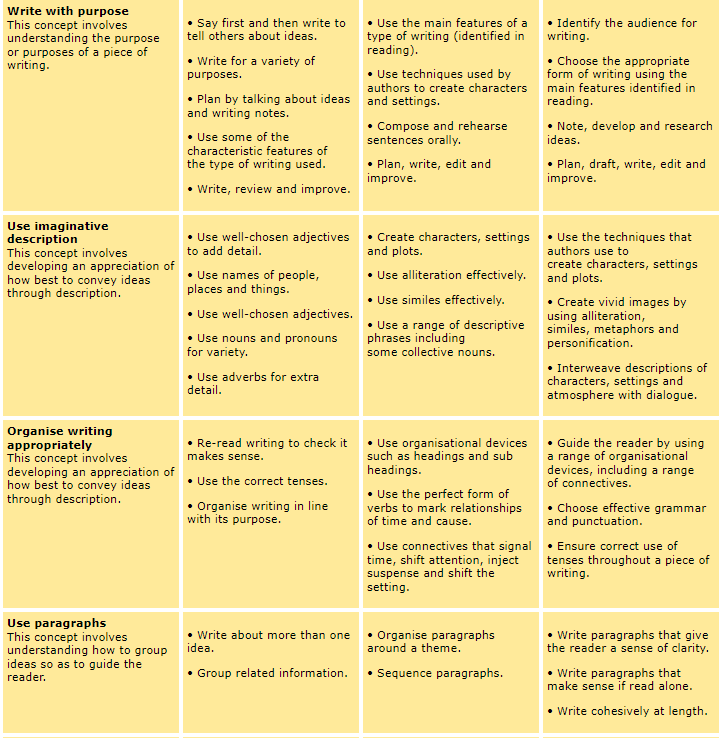 Write with purpose
This concept involves
understanding the purpose
or purposes of a piece of
writing.
• Say first and then write to
tell others about ideas.
• Write for a variety of
purposes.
• Plan by talking about ideas
and writing notes.
• Use some of the
characteristic features of
the type of writing used.
• Write, review and improve.
• Use the main features of a
type of writing (identified in
reading).
• Use techniques used by
authors to create characters
and settings.
• Compose and rehearse
sentences orally.
• Plan, write, edit and
improve.
• Identify the audience for
writing.
• Choose the appropriate
form of writing using the
main features identified in
reading.
• Note, develop and research
ideas.
• Plan, draft, write, edit and
improve.
Use imaginative
description
This concept involves
developing an appreciation of
how best to convey ideas
through description.
• Use well-chosen adjectives
to add detail.
• Use names of people,
places and things.
• Use well-chosen adjectives.
• Use nouns and pronouns
for variety.
• Use adverbs for extra
detail.
• Create characters, settings
and plots.
• Use alliteration effectively.
• Use similes effectively.
• Use a range of descriptive
phrases including
some collective nouns.
• Use the techniques that
authors use to
create characters, settings
and plots.
• Create vivid images by
using alliteration,
similes, metaphors and
personification.
• Interweave descriptions of
characters, settings and
atmosphere with dialogue.
Organise writing
appropriately
This concept involves
developing an appreciation of
how best to convey ideas
through description.
• Re-read writing to check it
makes sense.
• Use the correct tenses.
• Organise writing in line
with its purpose.
• Use organisational devices
such as headings and sub
headings.
• Use the perfect form of
verbs to mark relationships
of time and cause.
• Use connectives that signal
time, shift attention, inject
suspense and shift the
setting.
• Guide the reader by using
a range of organisational
devices, including a range
of connectives.
• Choose effective grammar
and punctuation.
• Ensure correct use of
tenses throughout a piece of
writing.
Use paragraphs
This concept involves
understanding how to group
ideas so as to guide the
reader.
• Write about more than one
idea.
• Group related information.
• Organise paragraphs
around a theme.
• Sequence paragraphs.
• Write paragraphs that give
the reader a sense of clarity.
• Write paragraphs that
make sense if read alone.
• Write cohesively at length.